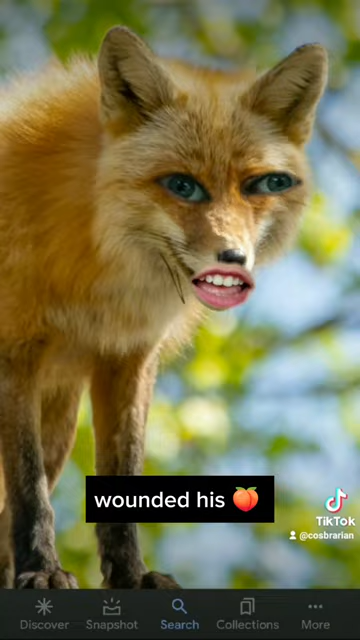 wounded his 🍑
TikTok
@cosbrarian
Discover
Snapshot
Search
Collections
More